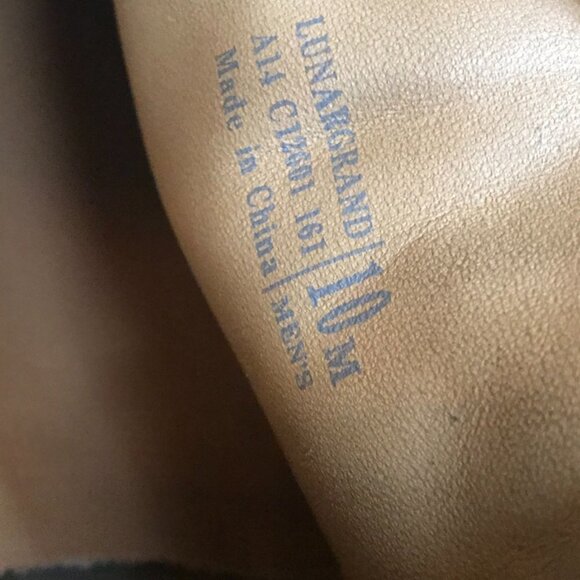 LUNARGRAND
A14 C12601 161
Made in China
10 M
MEN'S